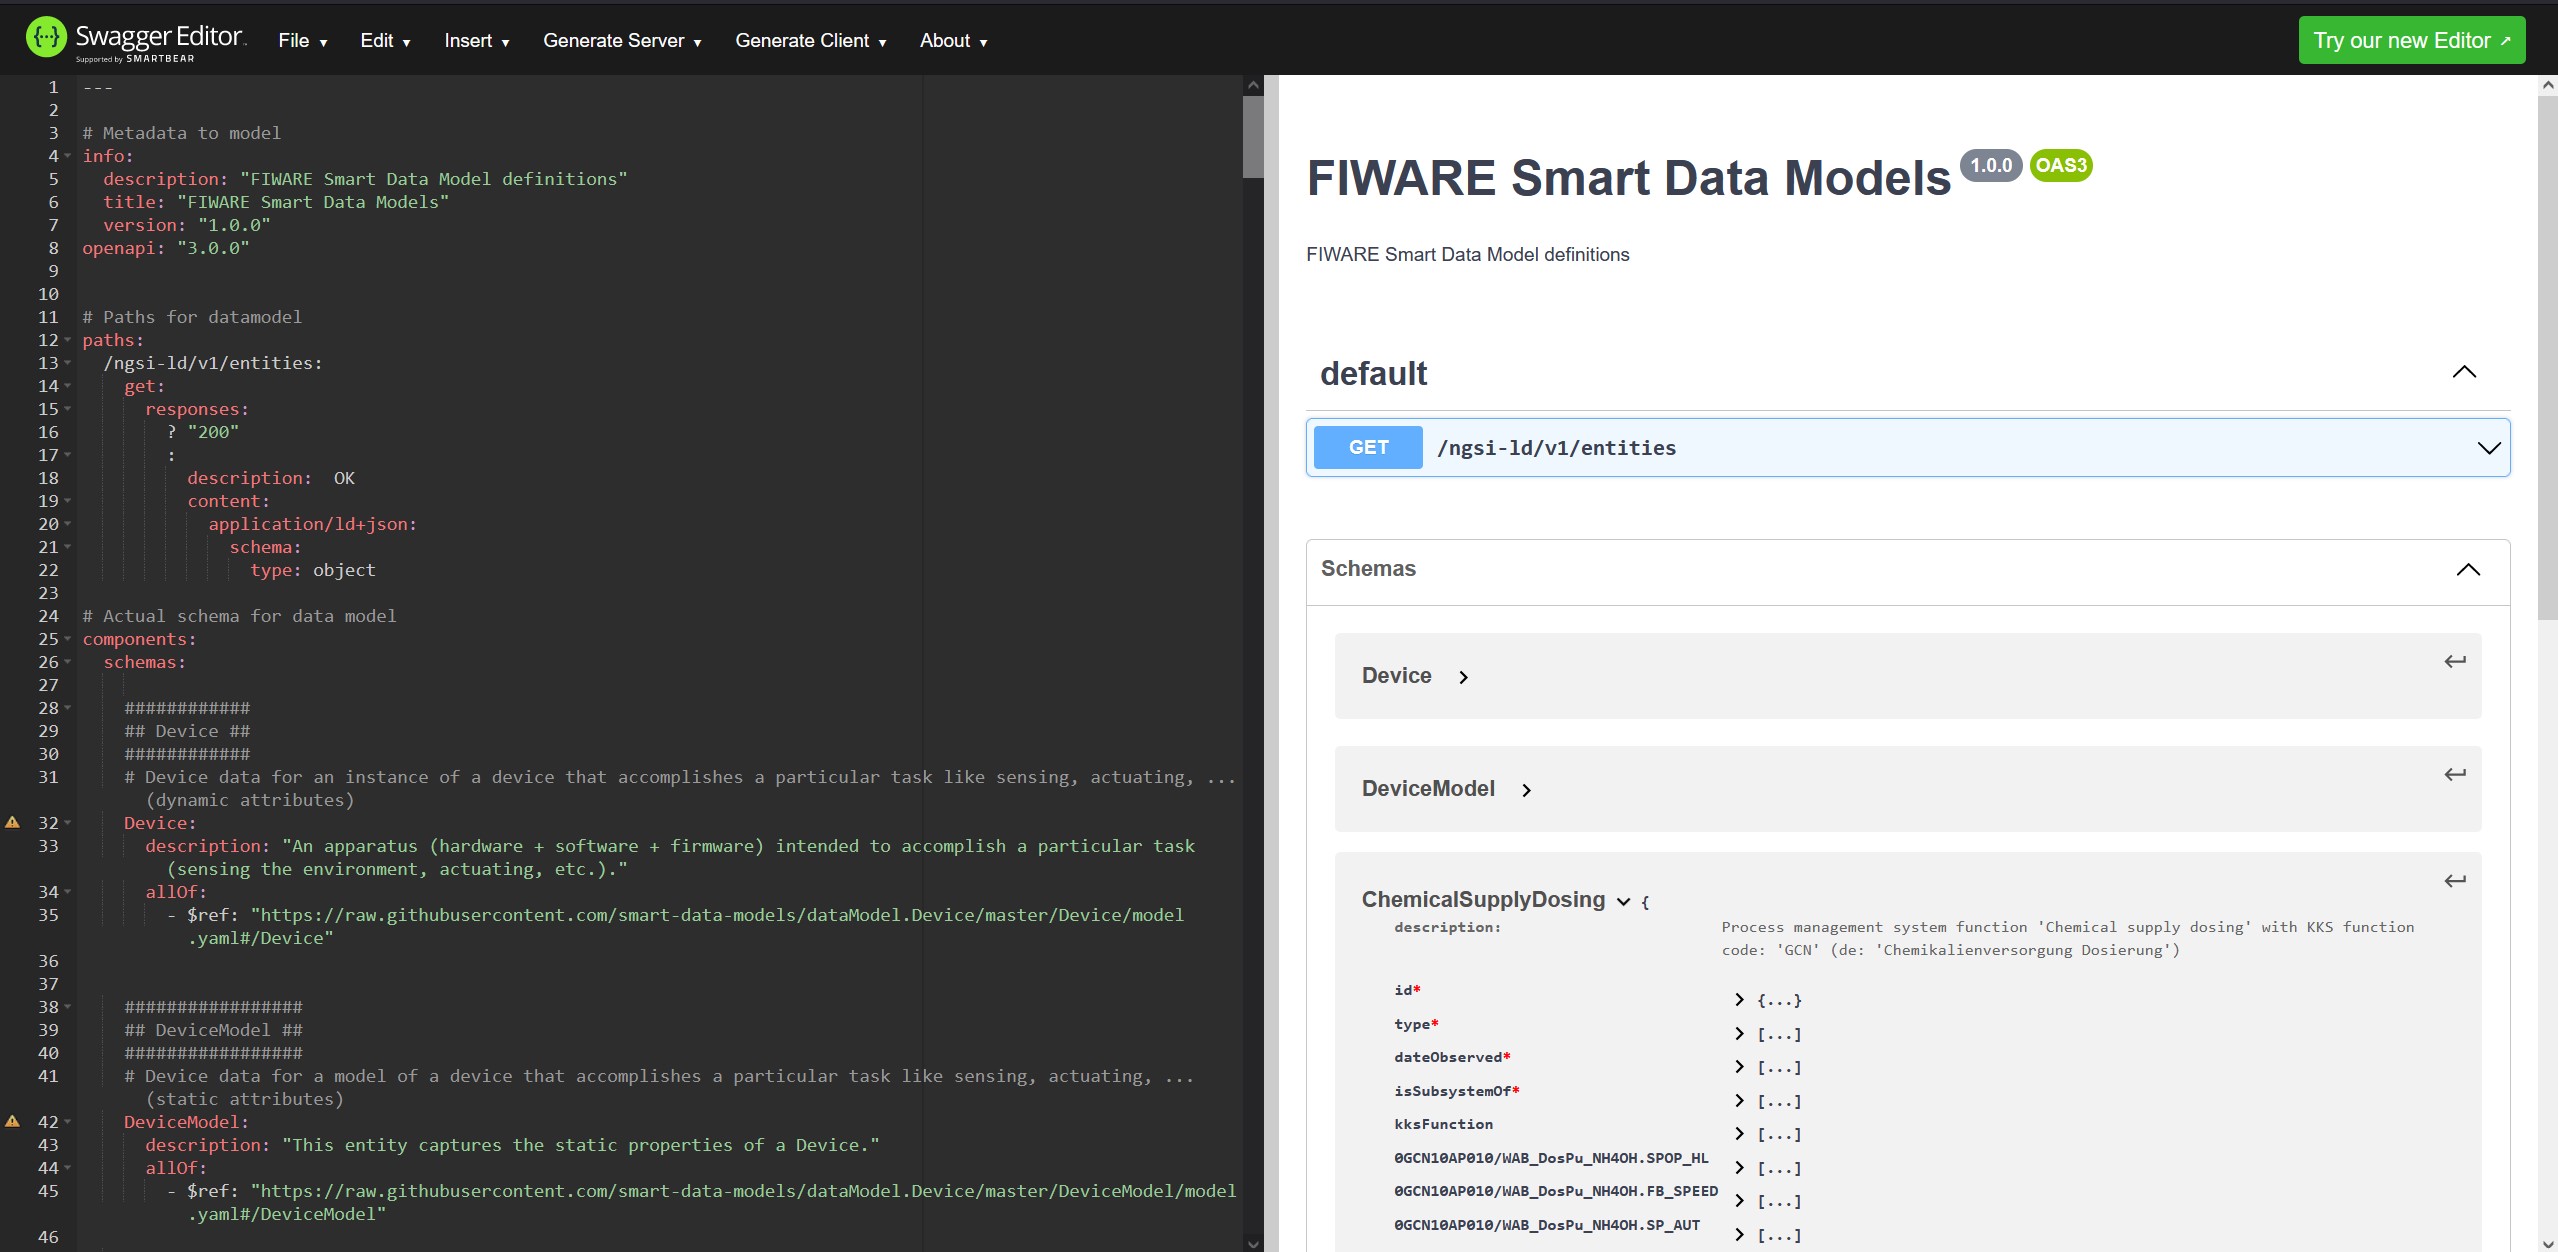 Swagger Editor.
Supported by SMARTBEAR
File ▾ Edit ▾ Insert ▾ Generate Server ▾ Generate Client ▾ About ▾
Try our new Editor ↗
1 ---
2
3 # Metadata to model
4 info:
5 description: "FIWARE Smart Data Model definitions"
6 title: "FIWARE Smart Data Models"
7 version: "1.0.0"
8 openapi: "3.0.0"
9
10
11 # Paths for datamodel
12 paths:
13 /ngsi-ld/v1/entities:
14 get:
15 responses:
16 ? "200"
17 :
18 description:  OK
19 content:
20 application/ld+json:
21 schema:
22 type: object
23
24 # Actual schema for data model
25 components:
26 schemas:
27
28 ############
29 ## Device ##
30 ############
31 # Device data for an instance of a device that accomplishes a particular task like sensing, actuating, ...
(dynamic attributes)
32 Device:
33 description: "An apparatus (hardware + software + firmware) intended to accomplish a particular task
(sensing the environment, actuating, etc.)."
34 allOf:
35 - $ref: "https://raw.githubusercontent.com/smart-data-models/dataModel.Device/master/Device/model
.yaml#/Device"
36
37
38 #################
39 ## DeviceModel ##
40 #################
41 # Device data for a model of a device that accomplishes a particular task like sensing, actuating, ...
(static attributes)
42 DeviceModel:
43 description: "This entity captures the static properties of a Device."
44 allOf:
45 - $ref: "https://raw.githubusercontent.com/smart-data-models/dataModel.Device/master/DeviceModel/model
.yaml#/DeviceModel"
46
FIWARE Smart Data Models 1.0.0 OAS3
FIWARE Smart Data Model definitions
default
GET /ngsi-ld/v1/entities
Schemas
Device
DeviceModel
ChemicalSupplyDosing {
description: Process management system function 'Chemical supply dosing' with KKS function
code: 'GCN' (de: 'Chemikalienversorgung Dosierung')
id* {...}
type* [...]
dateObserved* [...]
isSubsystemOf* [...]
kksFunction [...]
0GCN10AP010/WAB_DosPu_NH4OH.SPOP_HL [...]
0GCN10AP010/WAB_DosPu_NH4OH.FB_SPEED [...]
0GCN10AP010/WAB_DosPu_NH4OH.SP_AUT [...]